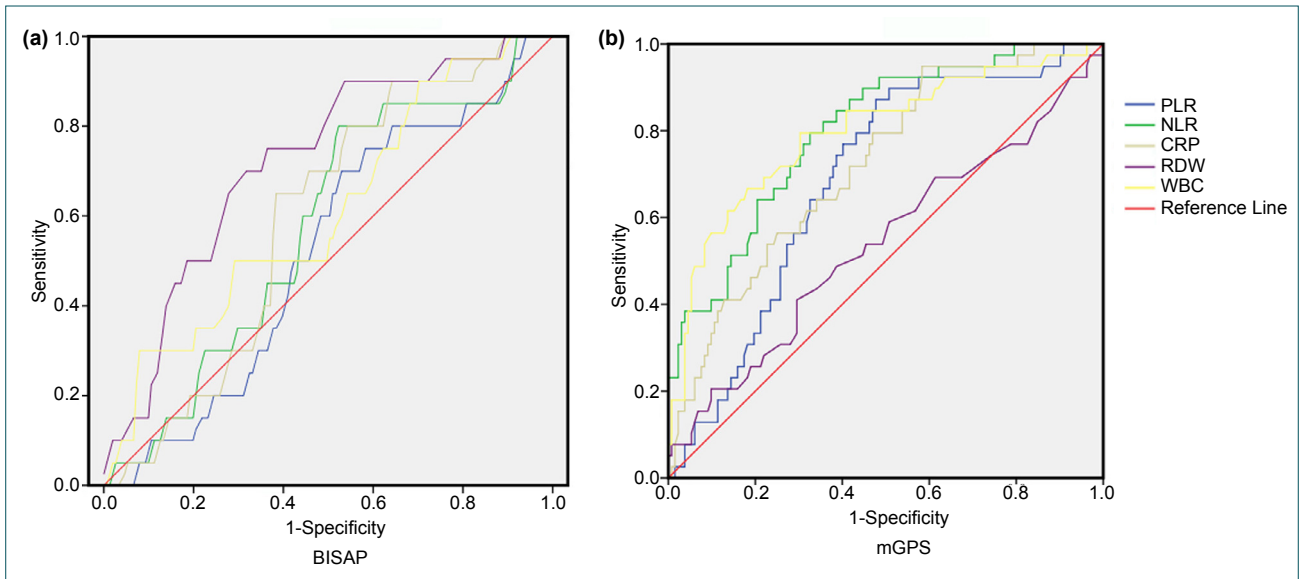 (a)
1.0
0.8
0.6
0.4
0.2
0.0
Sensitivity
0.0 0.2 0.4 0.6 0.8 1.0
1-Specificity
BISAP
(b)
1.0
0.8
0.6
0.4
0.2
0.0
Sensitivity
0.0 0.2 0.4 0.6 0.8 1.0
1-Specificity
mGPS
PLR
NLR
CRP
RDW
WBC
Reference Line